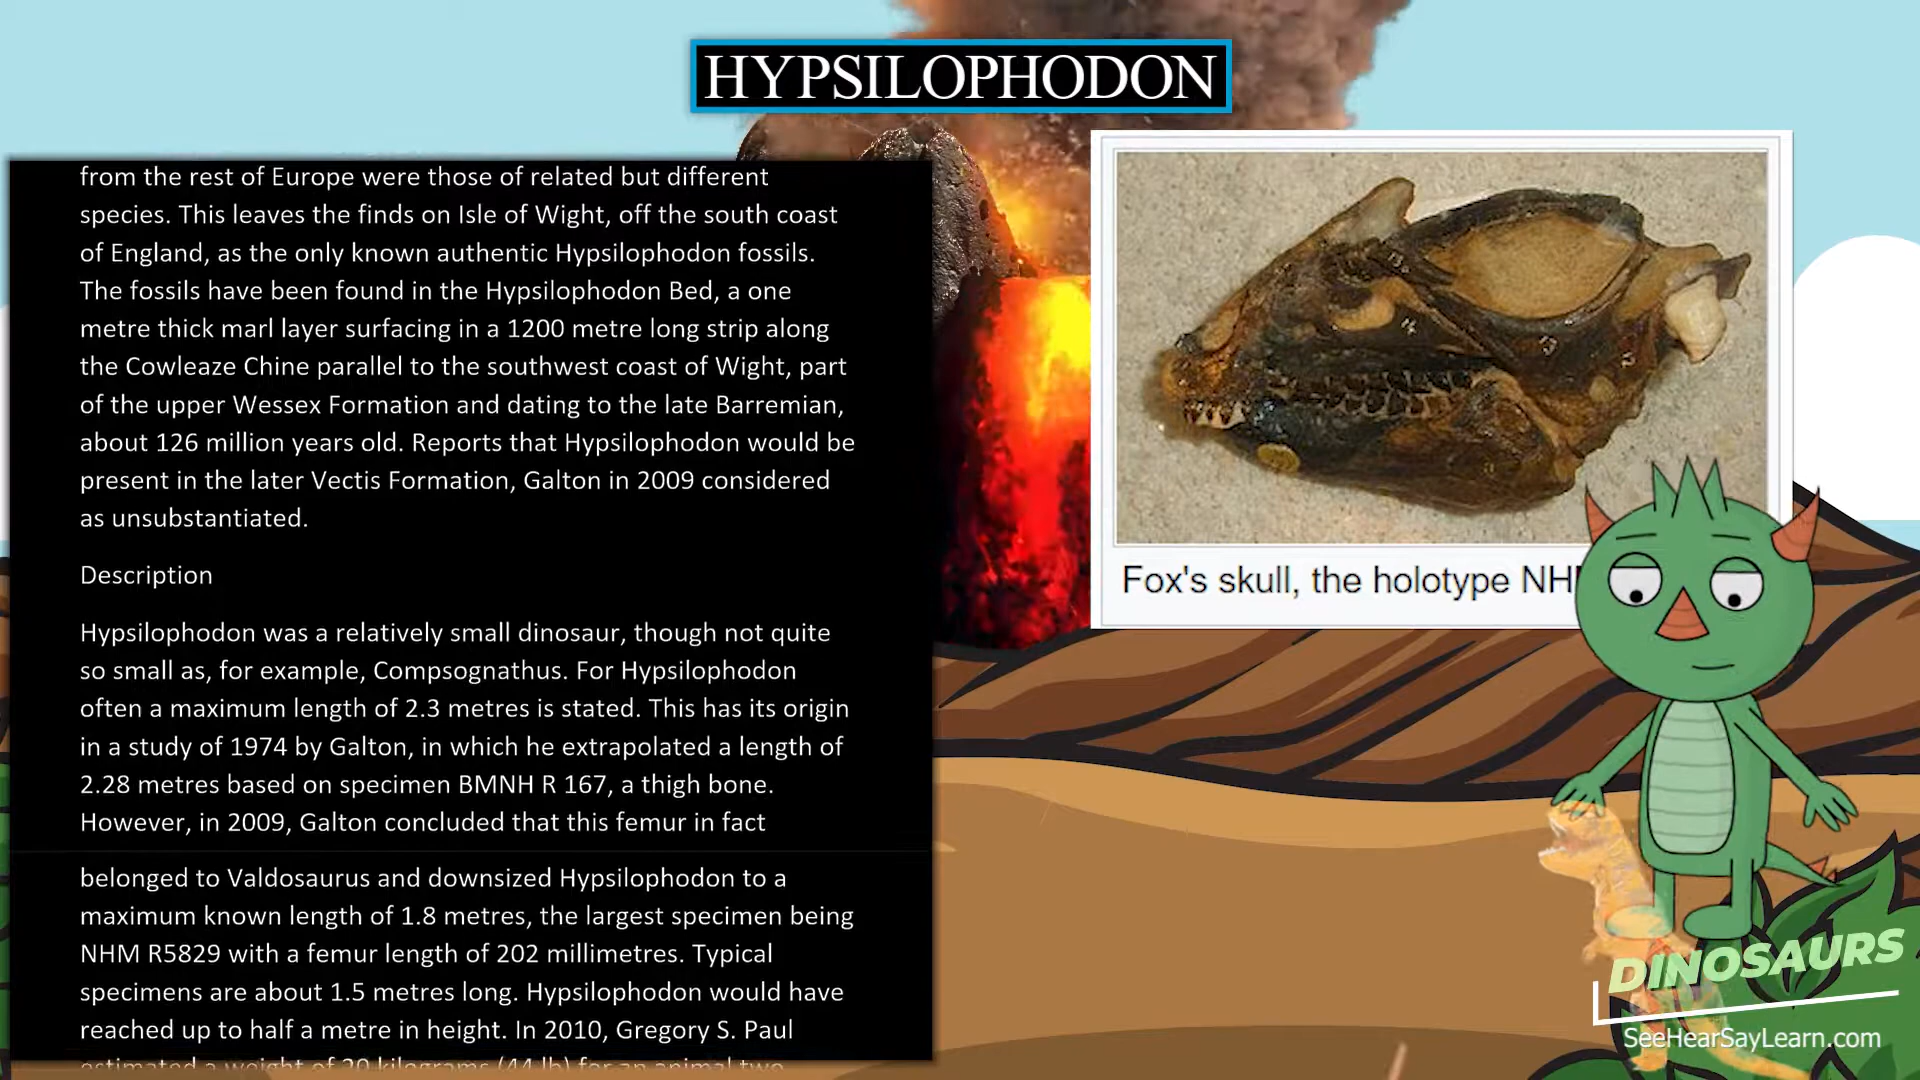 HYPSILOPHODON
from the rest of Europe were those of related but different
species. This leaves the finds on Isle of Wight, off the south coast
of England, as the only known authentic Hypsilophodon fossils.
The fossils have been found in the Hypsilophodon Bed, a one
metre thick marl layer surfacing in a 1200 metre long strip along
the Cowleaze Chine parallel to the southwest coast of Wight, part
of the upper Wessex Formation and dating to the late Barremian,
about 126 million years old. Reports that Hypsilophodon would be
present in the later Vectis Formation, Galton in 2009 considered
as unsubstantiated.
Description
Hypsilophodon was a relatively small dinosaur, though not quite
so small as, for example, Compsognathus. For Hypsilophodon
often a maximum length of 2.3 metres is stated. This has its origin
in a study of 1974 by Galton, in which he extrapolated a length of
2.28 metres based on specimen BMNH R 167, a thigh bone.
However, in 2009, Galton concluded that this femur in fact
belonged to Valdosaurus and downsized Hypsilophodon to a
maximum known length of 1.8 metres, the largest specimen being
NHM R5829 with a femur length of 202 millimetres. Typical
specimens are about 1.5 metres long. Hypsilophodon would have
reached up to half a metre in height. In 2010, Gregory S. Paul
estimated a weight of 20 kilograms (44 lb) for an animal two
Fox's skull, the holotype
DINOSAURS
SeeHearSayLearn.com